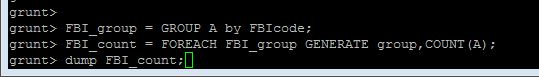 grunt>
grunt> FBI_group = GROUP A by FBIcode;
grunt> FBI_count = FOREACH FBI_group GENERATE group,COUNT(A);
grunt> dump FBI_count;